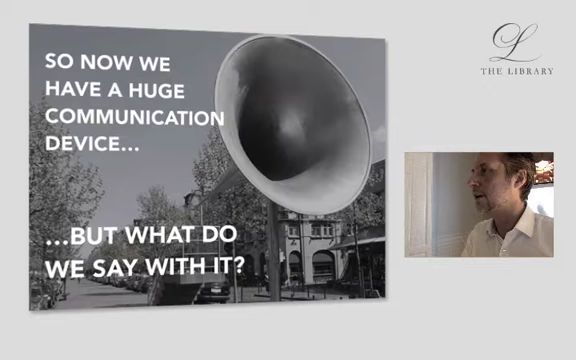 SO NOW WE
HAVE A HUGE
COMMUNICATION
DEVICE...
...BUT WHAT DO
WE SAY WITH IT?
L
THE LIBRARY